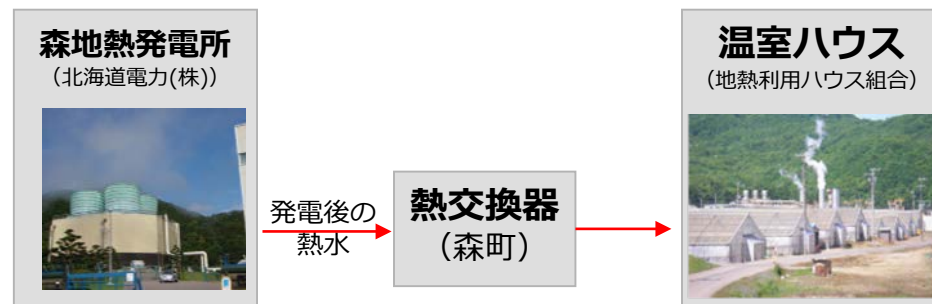 森地熱発電所
（北海道電力(株)）
発電後の
熱水
熱交換器
（森町）
温室ハウス
（地熱利用ハウス組合）